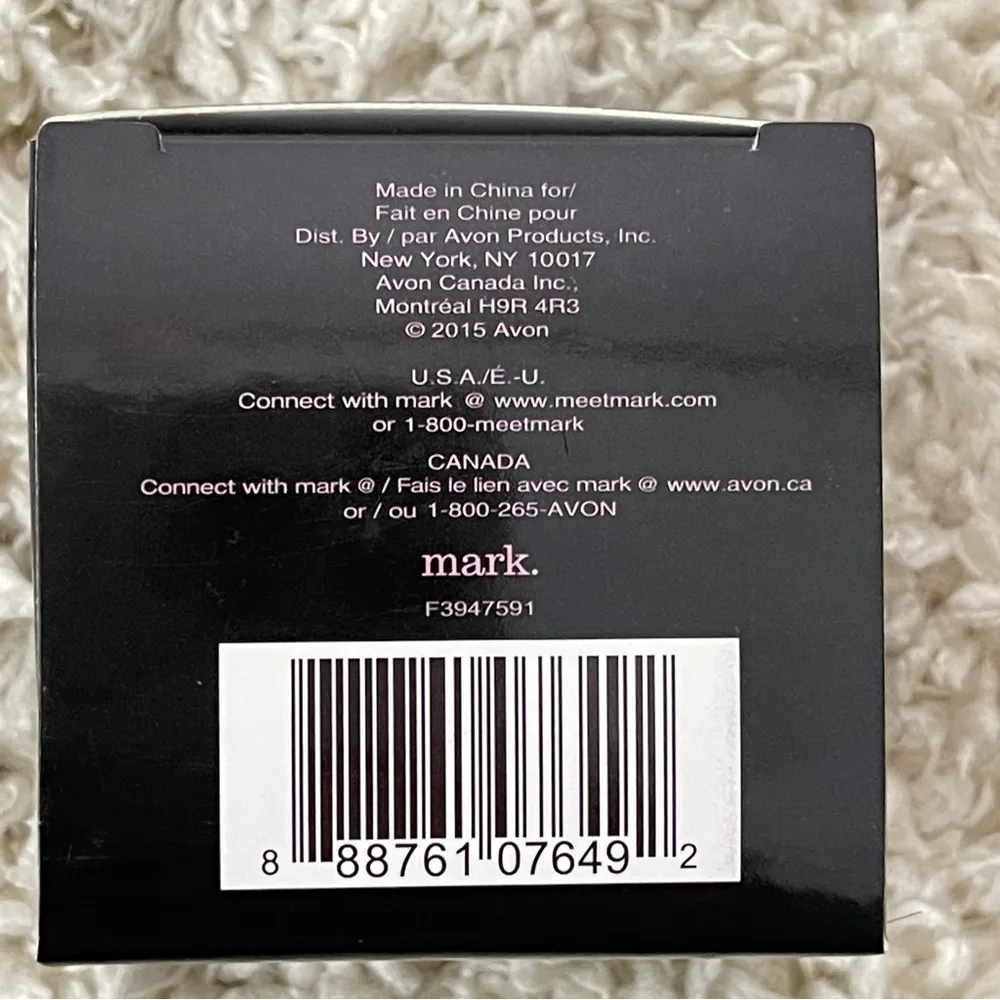 Made in China for/
Fait en Chine pour
Dist. By / par Avon Products, Inc.
New York, NY 10017
Avon Canada Inc.,
Montréal H9R 4R3
© 2015 Avon
U.S.A./É.-U.
Connect with mark @ www.meetmark.com
or 1-800-meetmark
CANADA
Connect with mark @ / Fais le lien avec mark @ www.avon.ca
or / ou 1-800-265-AVON
mark.
F3947591
8 88761 07649 2